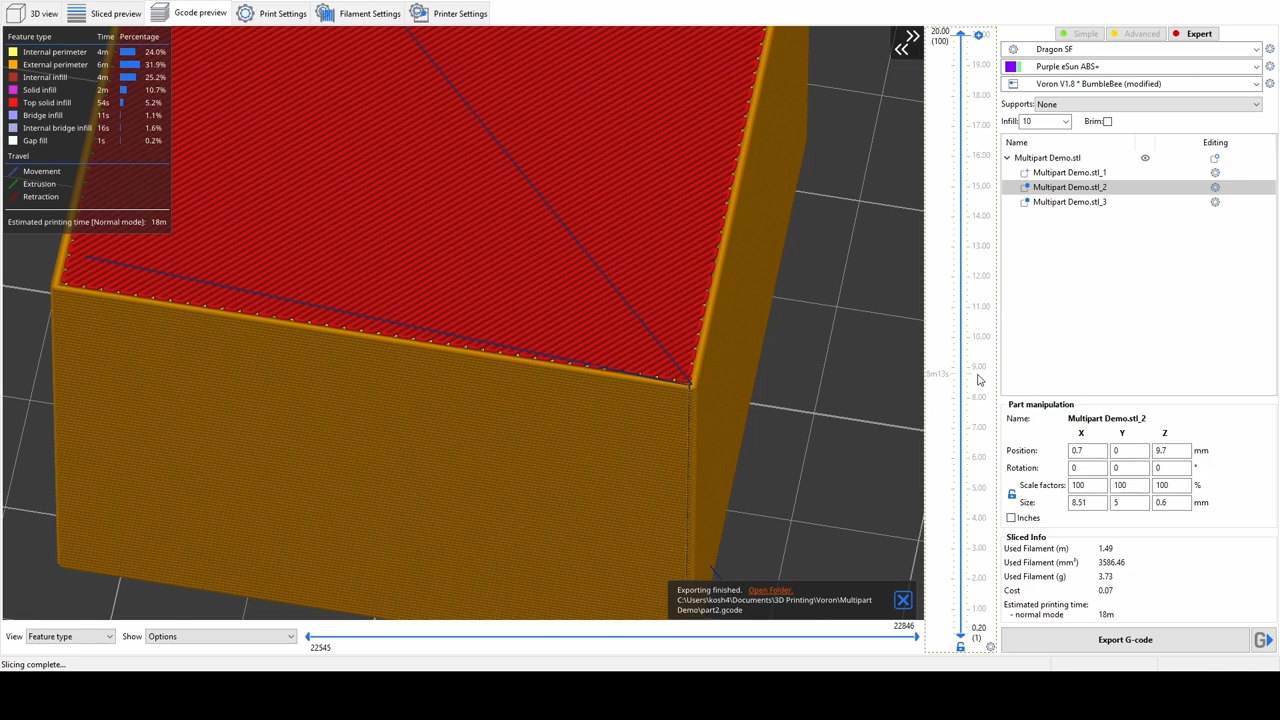 3D view Sliced preview Gcode preview Print Settings Filament Settings Printer Settings
Feature type Time Percentage
Internal perimeter 4m 24.0%
External perimeter 6m 31.9%
Internal infill 4m 25.2%
Solid infill 2m 10.7%
Top solid infill 54s 5.2%
Bridge infill 11s 1.1%
Internal bridge infill 16s 1.6%
Gap fill 1s 0.2%
Travel
Movement
Extrusion
Retraction
Estimated printing time [Normal mode]: 18m
20.00
(100)
19.00
18.00
17.00
16.00
15.00
14.00
13.00
12.00
11.00
10.00
9.00
8m13s
8.00
7.00
6.00
5.00
4.00
3.00
2.00
1.00
0.20
(1)
Simple Advanced Expert
Dragon SF
Purple eSun ABS+
Voron V1.8 * BumbleBee (modified)
Supports: None
Infill: 10 Brim:
Name Editing
Multipart Demo.stl
Multipart Demo.stl_1
Multipart Demo.stl_2
Multipart Demo.stl_3
Part manipulation
Name: Multipart Demo.stl_2
X Y Z
Position: 0.7 0 9.7 mm
Rotation: 0 0 0 °
Scale factors: 100 100 100 %
Size: 8.51 5 0.6 mm
Inches
Sliced Info
Used Filament (m) 1.49
Used Filament (mm³) 3586.46
Used Filament (g) 3.73
Cost 0.07
Estimated printing time:
- normal mode 18m
Export G-code
Exporting finished. Open Folder.
C:\Users\kosh4\Documents\3D Printing\Voron\Multipart
Demo\part2.gcode
View Feature type Show Options
22846
22545
Slicing complete...